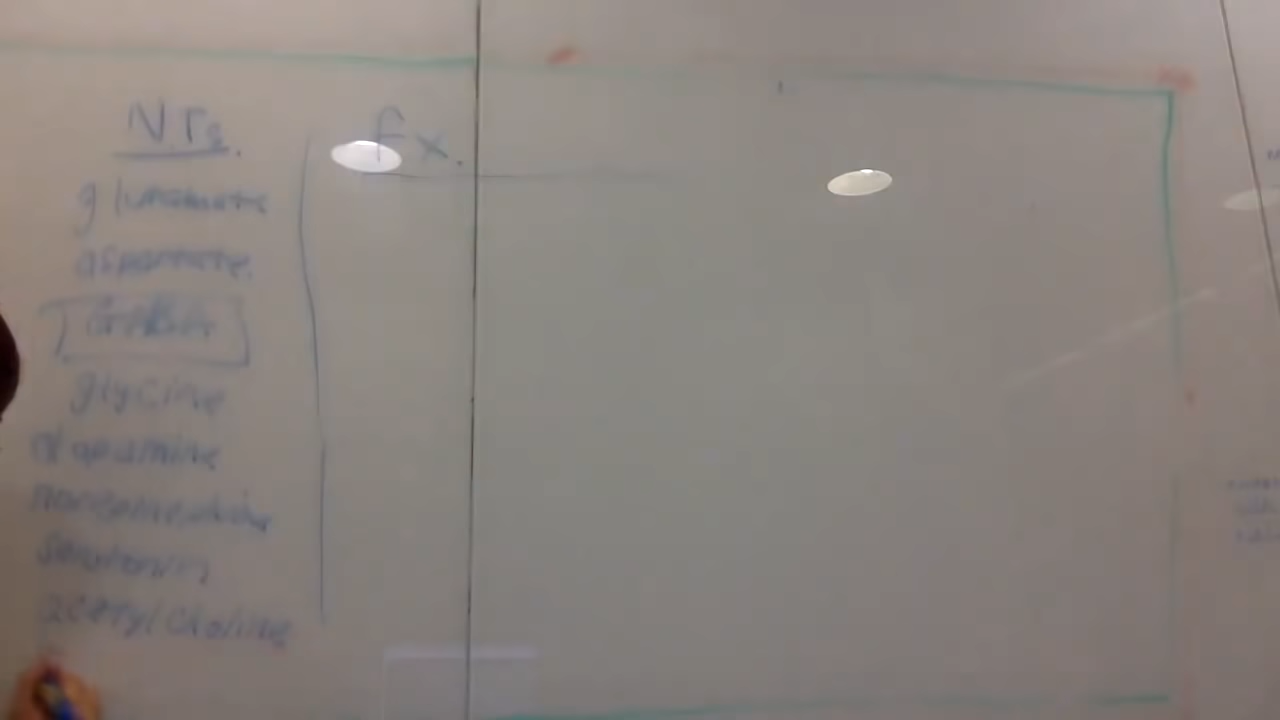 NTs.
fx.
glutamate
aspartate
GABA
glycine
dopamine
norepinephrine
serotonin
acetylcholine